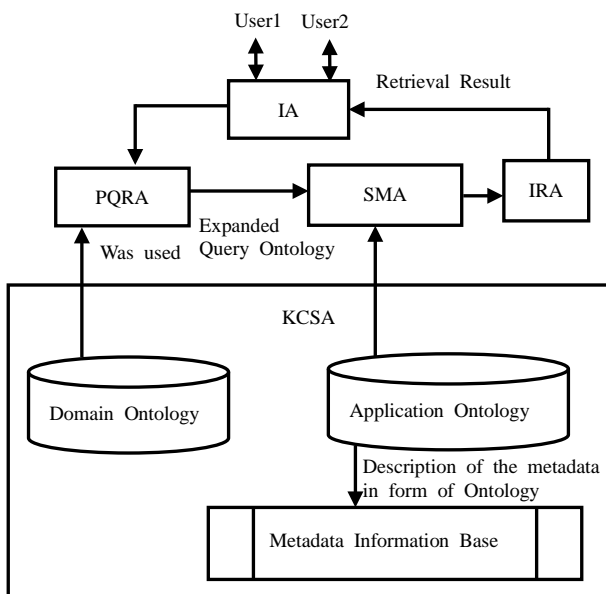 User1 User2
Retrieval Result
IA
PQRA
SMA
IRA
Expanded
Query Ontology
Was used
KCSA
Domain Ontology
Application Ontology
Description of the metadata
in form of Ontology
Metadata Information Base